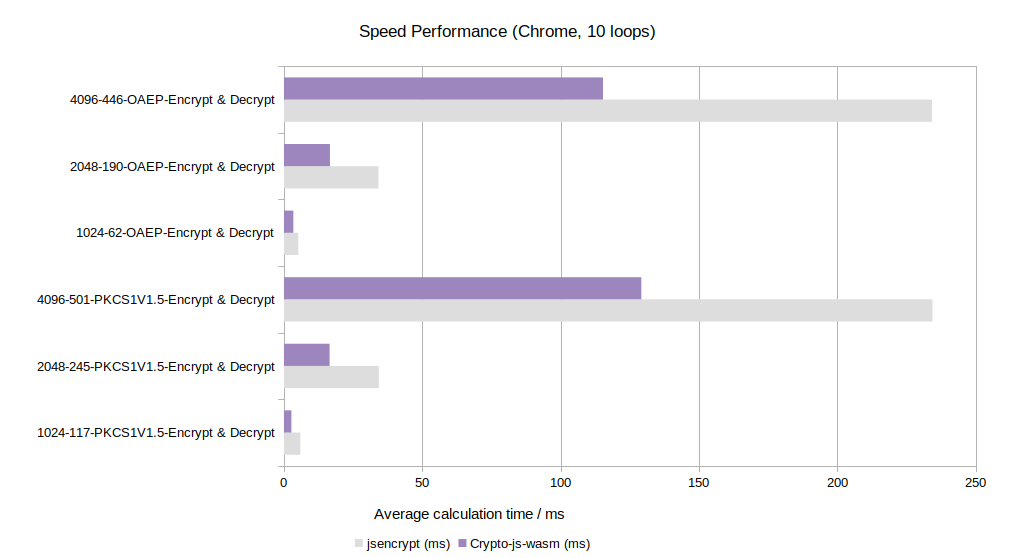 Speed Performance (Chrome, 10 loops)
4096-446-OAEP-Encrypt & Decrypt
2048-190-OAEP-Encrypt & Decrypt
1024-62-OAEP-Encrypt & Decrypt
4096-501-PKCS1V1.5-Encrypt & Decrypt
2048-245-PKCS1V1.5-Encrypt & Decrypt
1024-117-PKCS1V1.5-Encrypt & Decrypt
0 50 100 150 200 250
Average calculation time / ms
jsencrypt (ms) Crypto-js-wasm (ms)